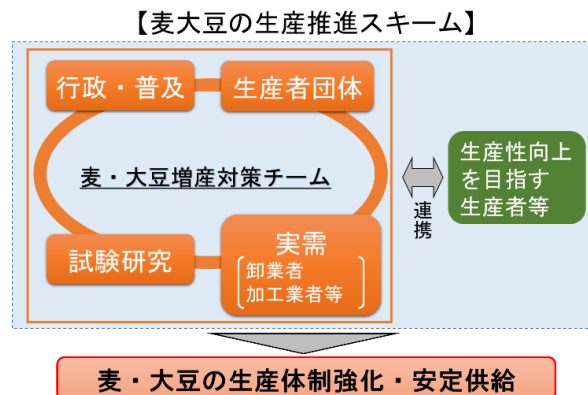 【麦大豆の生産推進スキーム】
行政・普及
生産者団体
麦・大豆増産対策チーム
試験研究
実需
卸業者
加工業者等
連携
生産性向上
を目指す
生産者等
麦・大豆の生産体制強化・安定供給